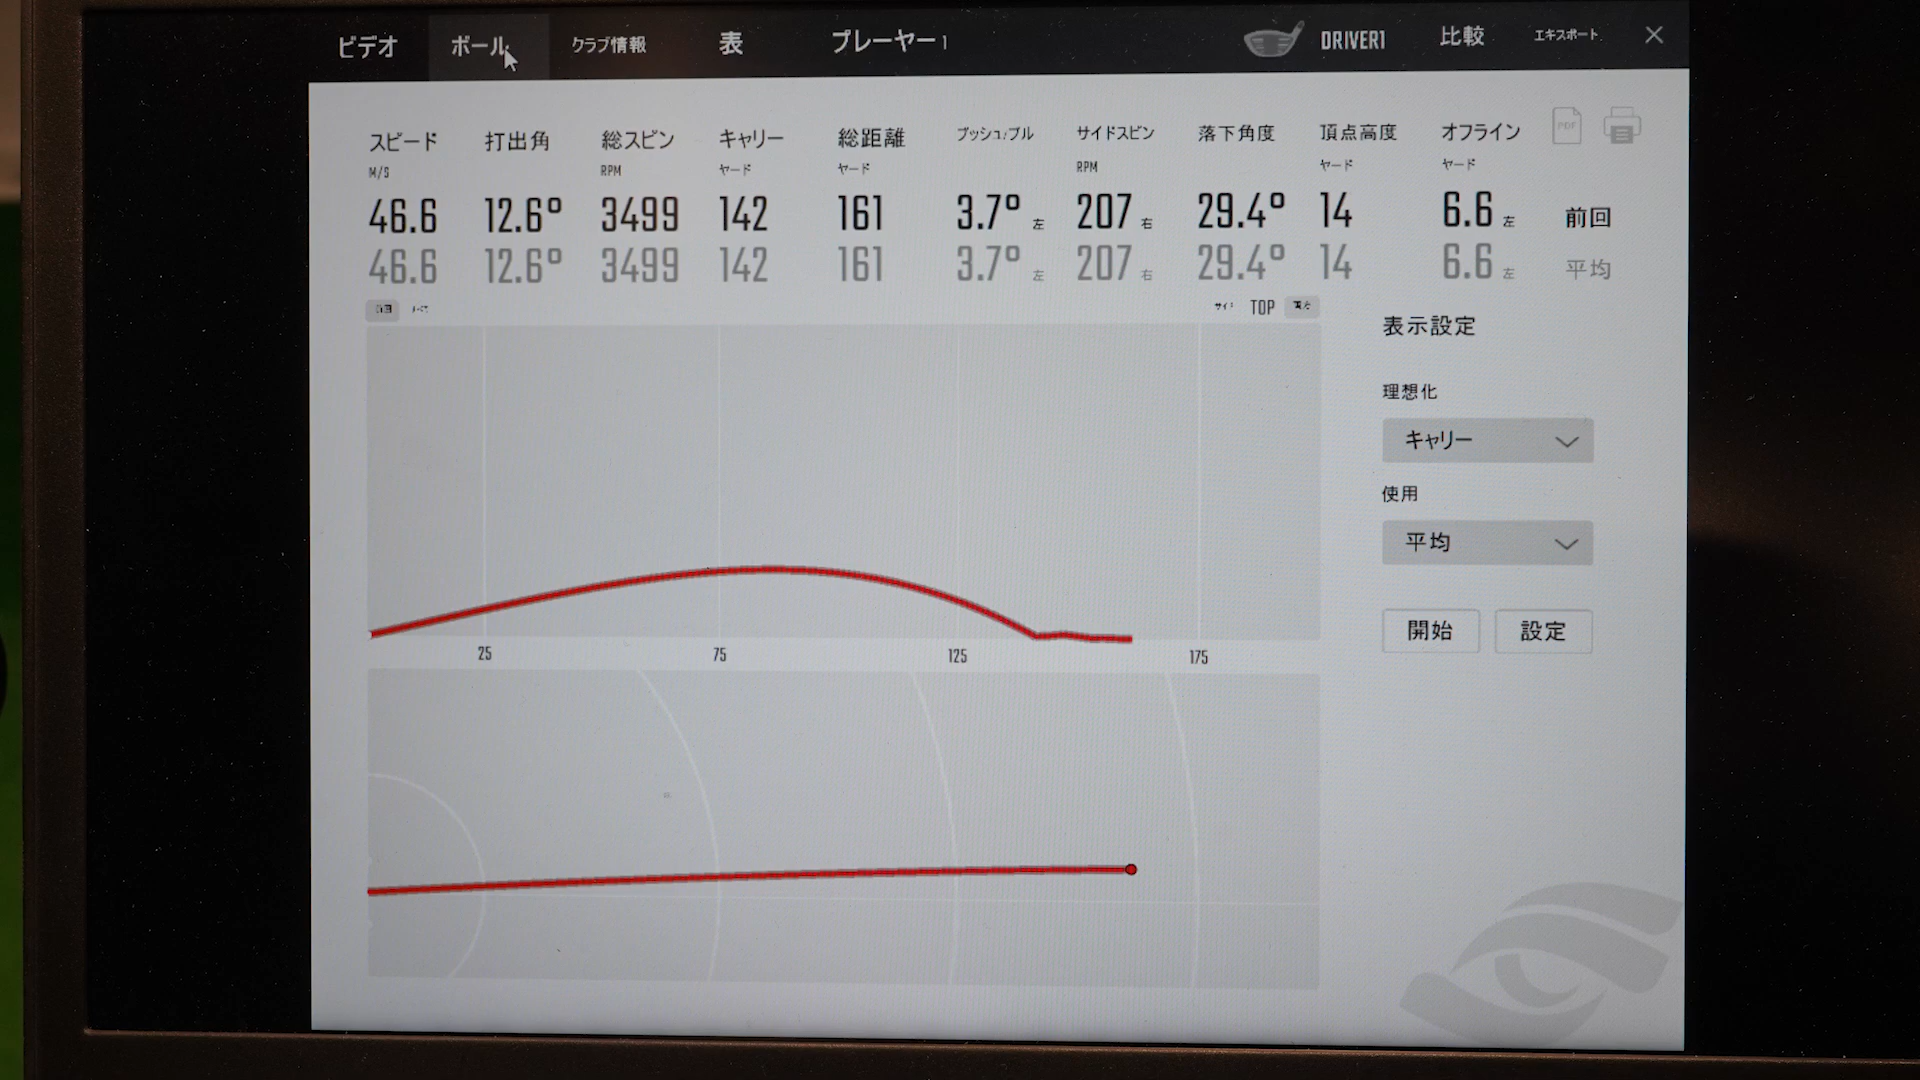 ビデオ ボール クラブ情報 表 プレーヤー 1 DRIVER1 比較 エキスポート
スピード 打出角 総スピン キャリー 総距離 プッシュ/プル サイドスピン 落下角度 頂点高度 オフライン PDF
M/S RPM ヤード ヤード RPM ヤード ヤード
46.6 12.6° 3499 142 161 3.7° 左 207 右 29.4° 14 6.6 左 前回
46.6 12.6° 3499 142 161 3.7° 左 207 右 29.4° 14 6.6 左 平均
前回 TOP
表示設定
理想化
キャリー
使用
平均
開始 設定
25 75 125 175